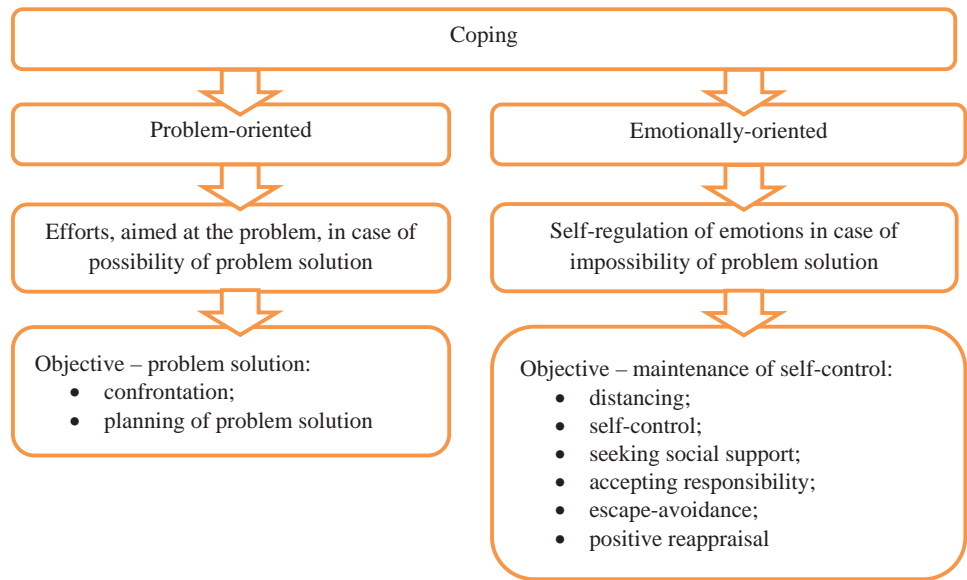 Coping
Problem-oriented
Emotionally-oriented
Efforts, aimed at the problem, in case of
possibility of problem solution
Self-regulation of emotions in case of
impossibility of problem solution
Objective – problem solution:
• confrontation;
• planning of problem solution
Objective – maintenance of self-control:
• distancing;
• self-control;
• seeking social support;
• accepting responsibility;
• escape-avoidance;
• positive reappraisal